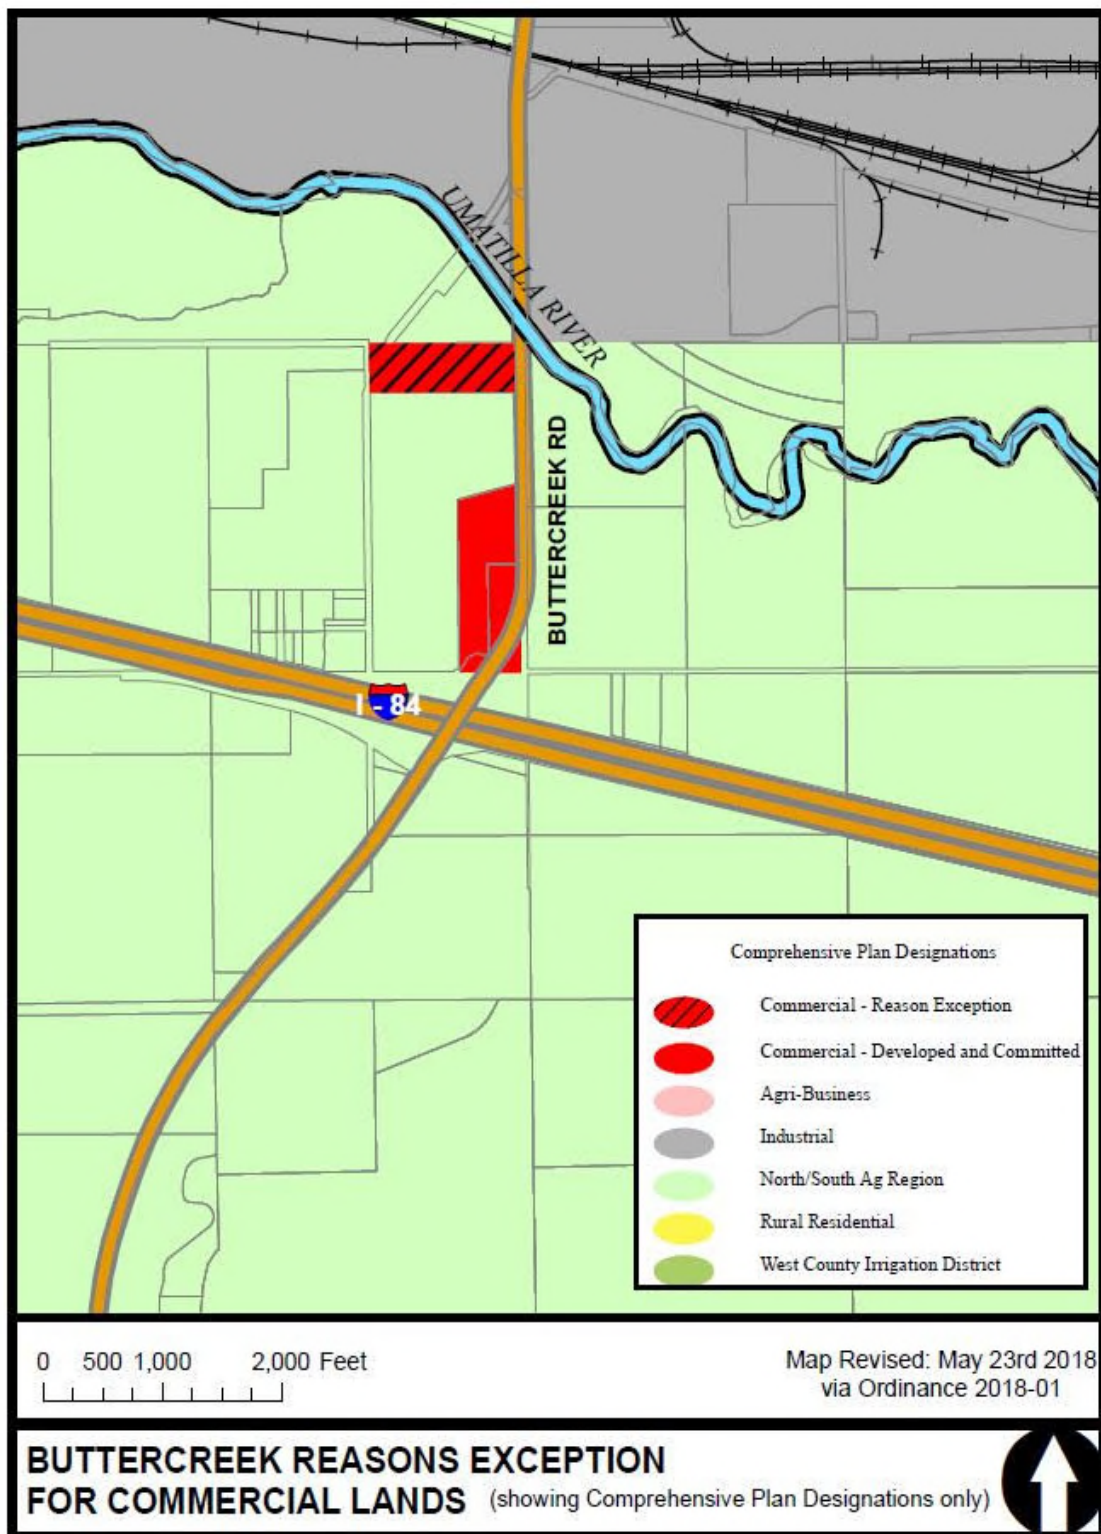 UMATILLA RIVER
BUTTERCREEK RD
I - 84
Comprehensive Plan Designations
Commercial - Reason Exception
Commercial - Developed and Committed
Agri-Business
Industrial
North/South Ag Region
Rural Residential
West County Irrigation District
0 500 1,000 2,000 Feet
Map Revised: May 23rd 2018
via Ordinance 2018-01
BUTTERCREEK REASONS EXCEPTION
FOR COMMERCIAL LANDS (showing Comprehensive Plan Designations only)